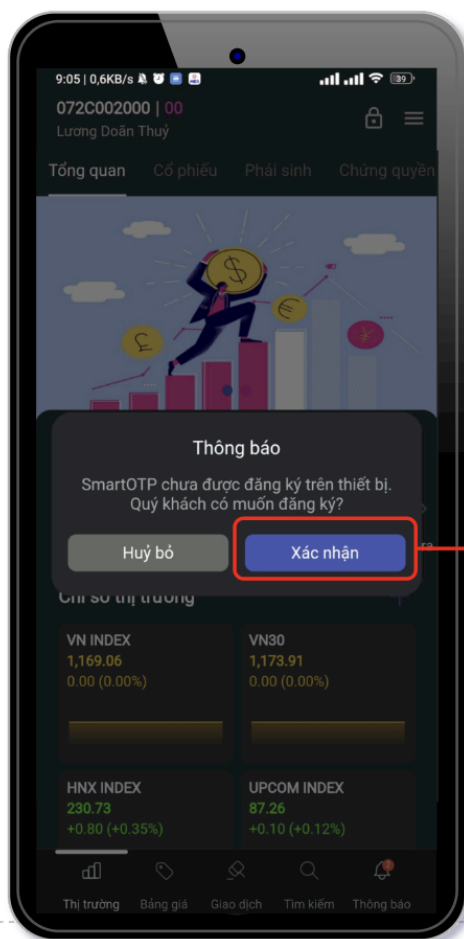 9:05 | 0,6KB/s
39
072C002000 | 00
Lương Doãn Thuỷ
Tổng quan Cổ phiếu Phái sinh Chứng quyền
$
€
£
¥
Thông báo
SmartOTP chưa được đăng ký trên thiết bị.
Quý khách có muốn đăng ký?
Huỷ bỏ Xác nhận
ra
Chỉ số thị trường
VN INDEX
1,169.06
0.00 (0.00%)
VN30
1,173.91
0.00 (0.00%)
HNX INDEX
230.73
+0.80 (+0.35%)
UPCOM INDEX
87.26
+0.10 (+0.12%)
Thị trường Bảng giá Giao dịch Tìm kiếm Thông báo